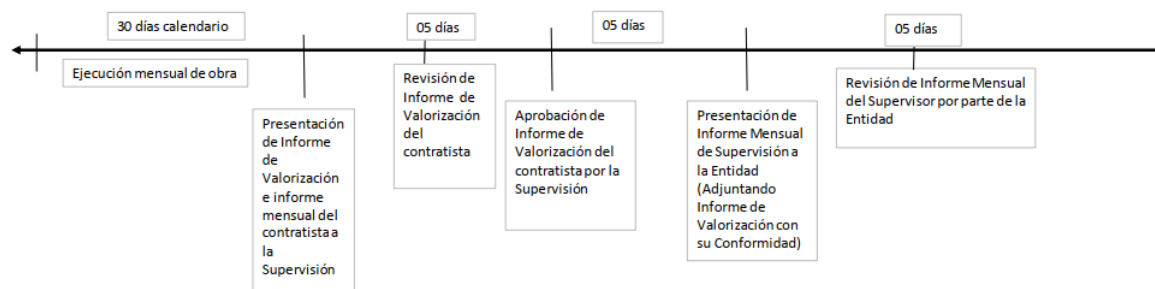 30 días calendario
05 días
05 días
05 días
Ejecución mensual de obra
Presentación
de Informe
de
Valorización
e informe
mensual del
contratista a
la
Supervisión
Revisión de
Informe de
Valorización
del
contratista
Aprobación de
Informe de
Valorización del
contratista por la
Supervisión
Presentación de
Informe Mensual
de Supervisión a
la Entidad
(Adjuntando
Informe de
Valorización con
su Conformidad)
Revisión de Informe Mensual
del Supervisor por parte de la
Entidad